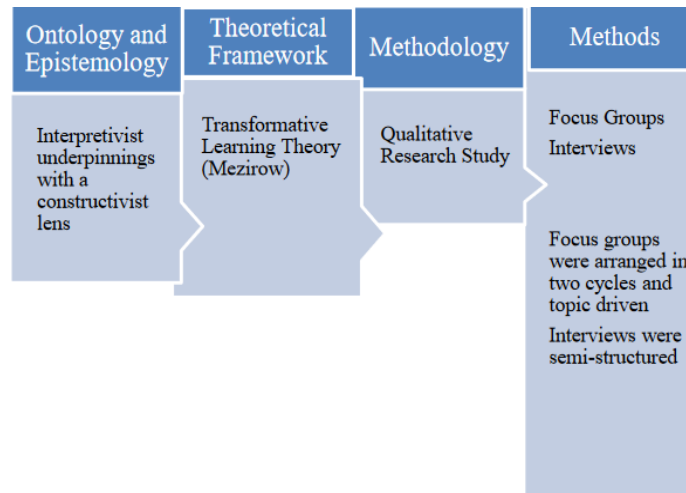 Ontology and
Epistemology
Interpretivist
underpinnings
with a
constructivist
lens
Theoretical
Framework
Transformative
Learning Theory
(Mezirow)
Methodology
Qualitative
Research Study
Methods
Focus Groups
Interviews
Focus groups
were arranged in
two cycles and
topic driven
Interviews were
semi-structured